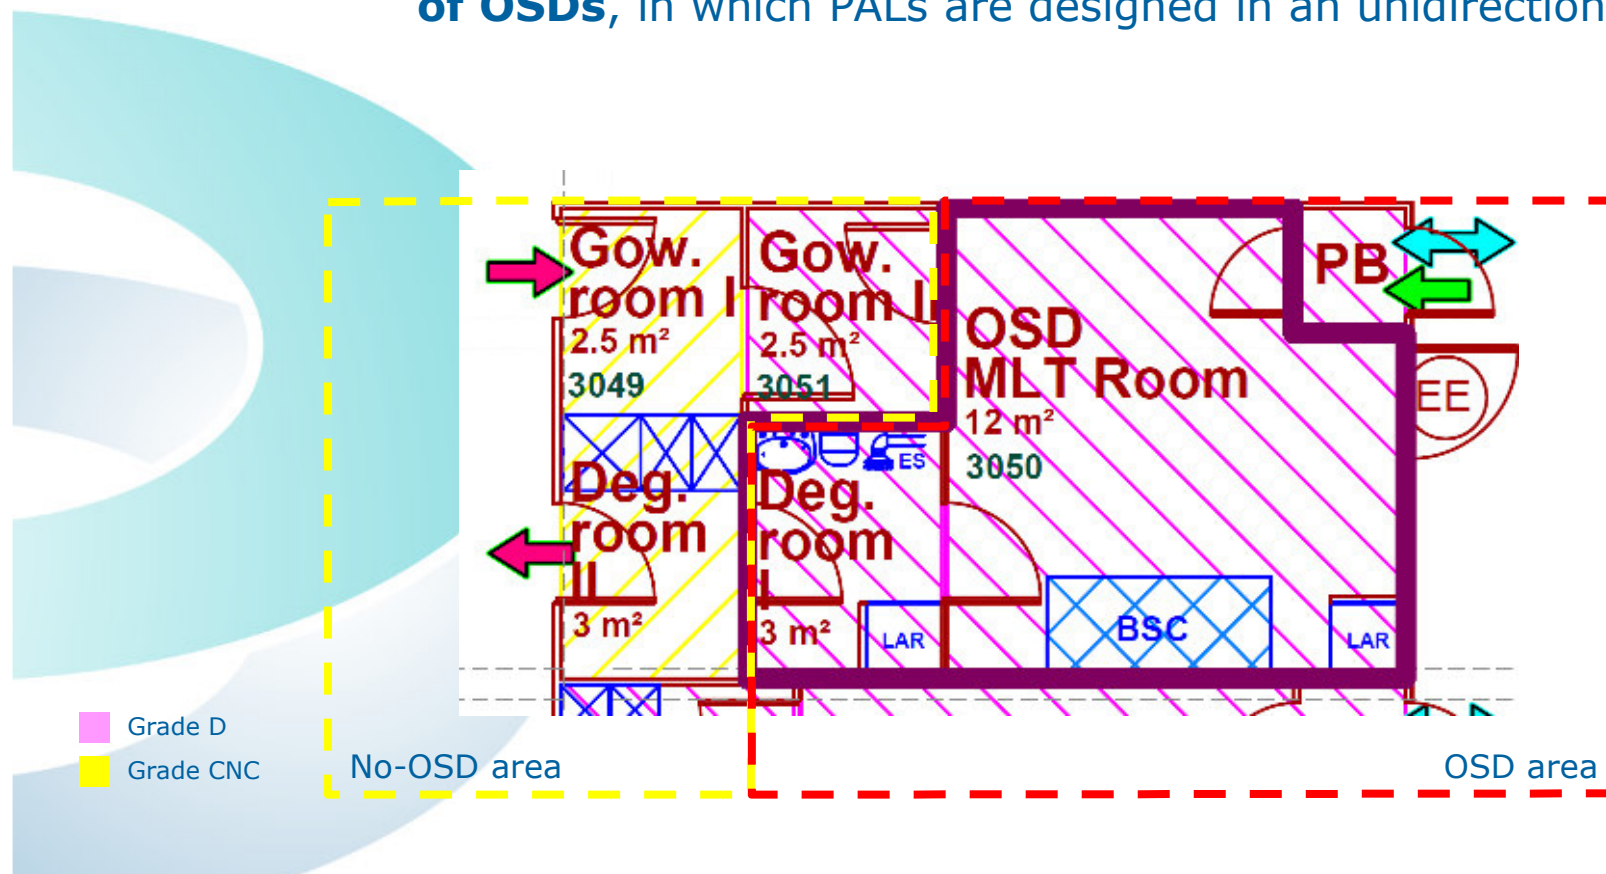 of OSDs, in which PALs are designed in an unidirection
Gow.
room I
2.5 m²
3049
Gow.
room II
2.5 m²
3051
OSD
MLT Room
12 m²
3050
PB
EE
ES
Deg.
room
II
3 m²
Deg.
room
I
3 m²
LAR
BSC
LAR
Grade D
Grade CNC
No-OSD area
OSD area